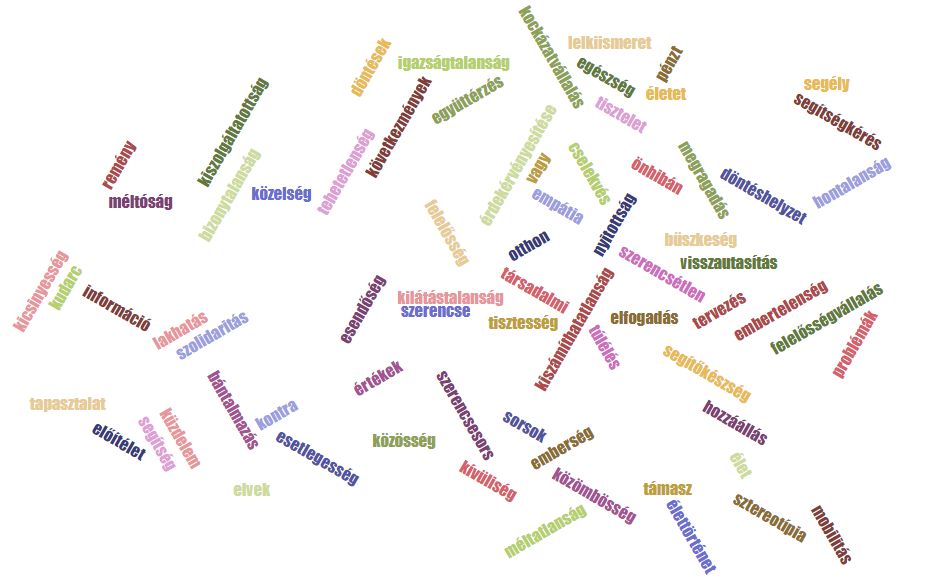 kockázatvállalás
lelkiismeret
döntések
igazságtalanság
pénzt
egészség
segély
életet
kiszolgáltatottság
következmények
együttérzés
tisztelet
segítségkérés
remény
bizonytalanság
tehetetlenség
érdekérvényesítése
vagy
cselekvés
önhibán
megragadás
döntéshelyzet
hontalanság
méltóság
közelség
empátia
nyitottság
felelősség
otthon
büszkeség
visszautasítás
szerencsétlen
kicsinyesség
kudarc
információ
esendőség
kilátástalanság
szerencse
társadalmi
tisztesség
kiszámíthatatlanság
elfogadás
tervezés
embertelenség
felelősségvállalás
problémák
lakhatás
szolidaritás
túlélés
segítőkészség
értékek
tapasztalat
bántalmazás
kontra
szerencsesors
hozzáállás
előítélet
segítség
küzdelem
esetlegesség
közösség
sorsok
emberség
élet
elvek
kívüliség
közömbösség
támasz
sztereotípia
mobilitás
méltatlanság
élettörténet